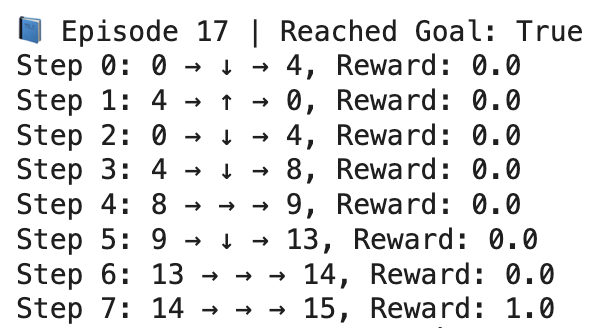 📘 Episode 17 | Reached Goal: True
Step 0: 0 → ↓ → 4, Reward: 0.0
Step 1: 4 → ↑ → 0, Reward: 0.0
Step 2: 0 → ↓ → 4, Reward: 0.0
Step 3: 4 → ↓ → 8, Reward: 0.0
Step 4: 8 → → → 9, Reward: 0.0
Step 5: 9 → ↓ → 13, Reward: 0.0
Step 6: 13 → → → 14, Reward: 0.0
Step 7: 14 → → → 15, Reward: 1.0